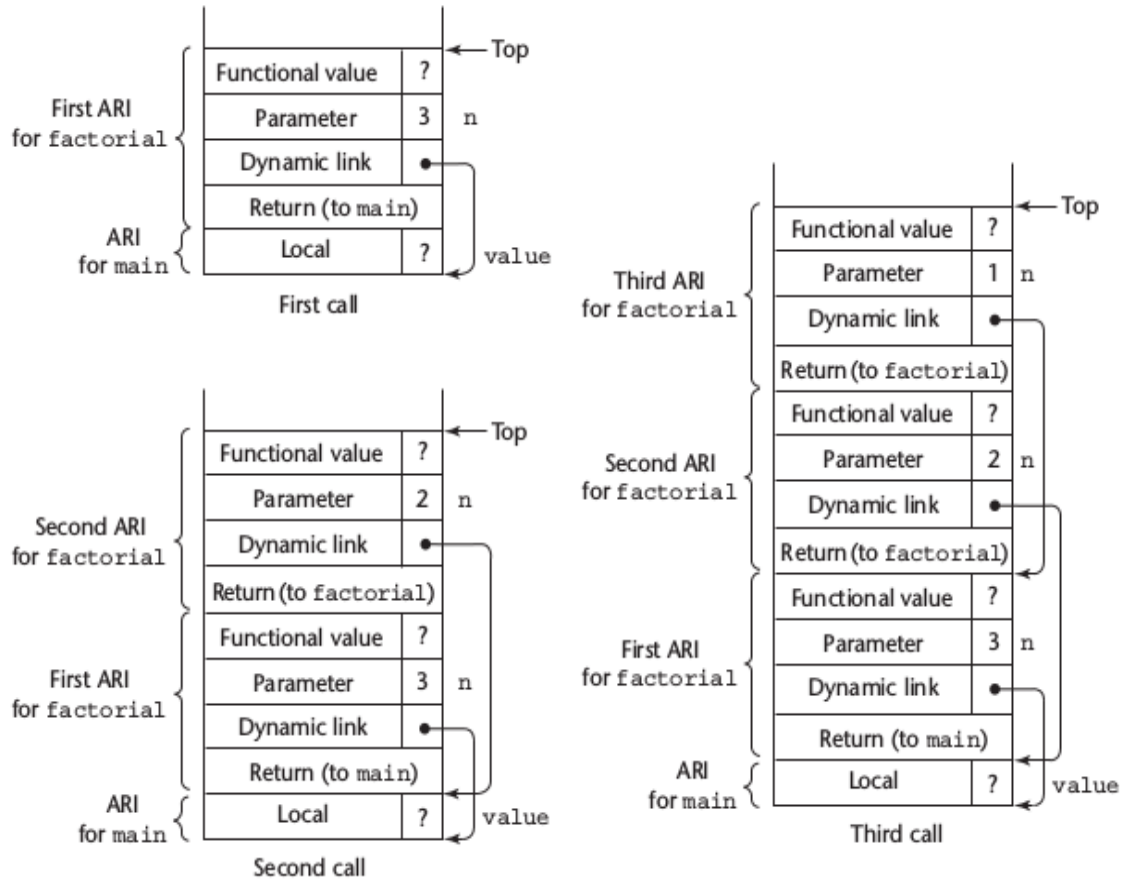 Top
Functional value ?
First ARI
for factorial
Parameter 3 n
Dynamic link
Return (to main)
ARI
for main
Local ?
value
First call
Top
Functional value ?
Second ARI
for factorial
Parameter 2 n
Dynamic link
Return (to factorial)
Functional value ?
First ARI
for factorial
Parameter 3 n
Dynamic link
Return (to main)
ARI
for main
Local ?
value
Second call
Top
Functional value ?
Third ARI
for factorial
Parameter 1 n
Dynamic link
Return (to factorial)
Functional value ?
Second ARI
for factorial
Parameter 2 n
Dynamic link
Return (to factorial)
Functional value ?
First ARI
for factorial
Parameter 3 n
Dynamic link
Return (to main)
ARI
for main
Local ?
value
Third call